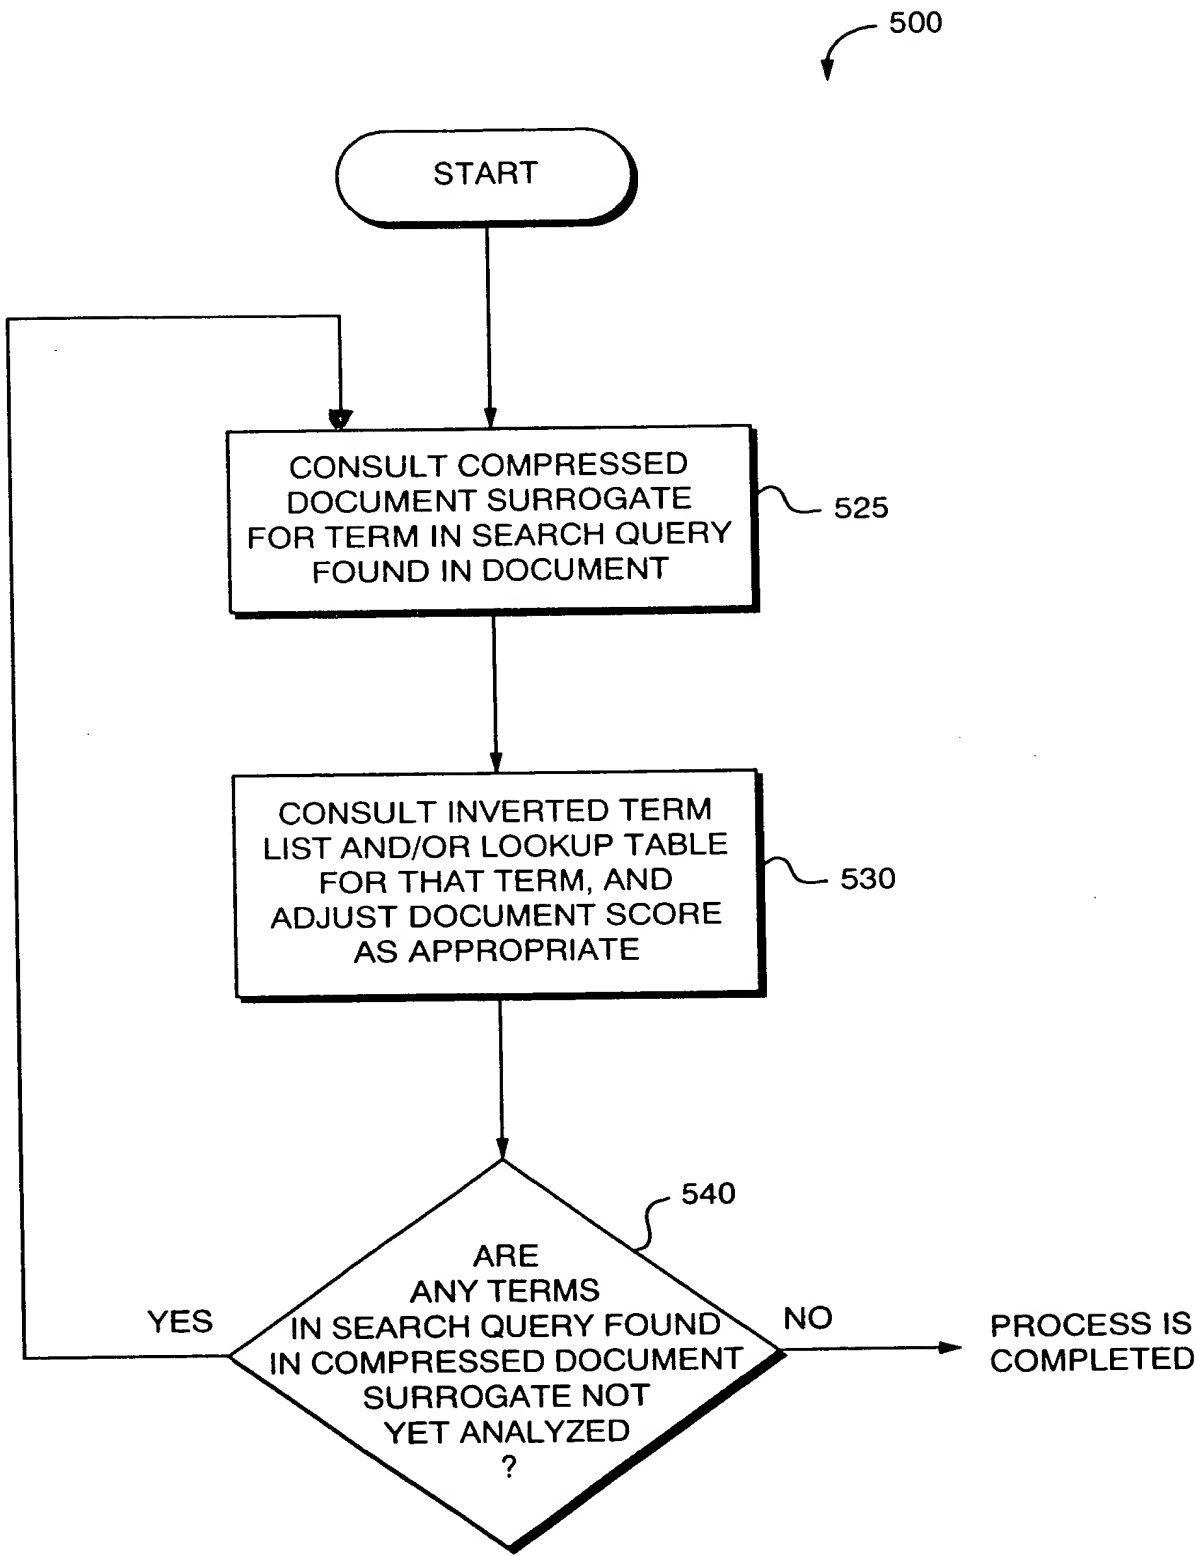 500
START
CONSULT COMPRESSED
DOCUMENT SURROGATE
FOR TERM IN SEARCH QUERY
FOUND IN DOCUMENT
525
CONSULT INVERTED TERM
LIST AND/OR LOOKUP TABLE
FOR THAT TERM, AND
ADJUST DOCUMENT SCORE
AS APPROPRIATE
530
540
ARE
ANY TERMS
IN SEARCH QUERY FOUND
IN COMPRESSED DOCUMENT
SURROGATE NOT
YET ANALYZED
?
YES
NO
PROCESS IS
COMPLETED